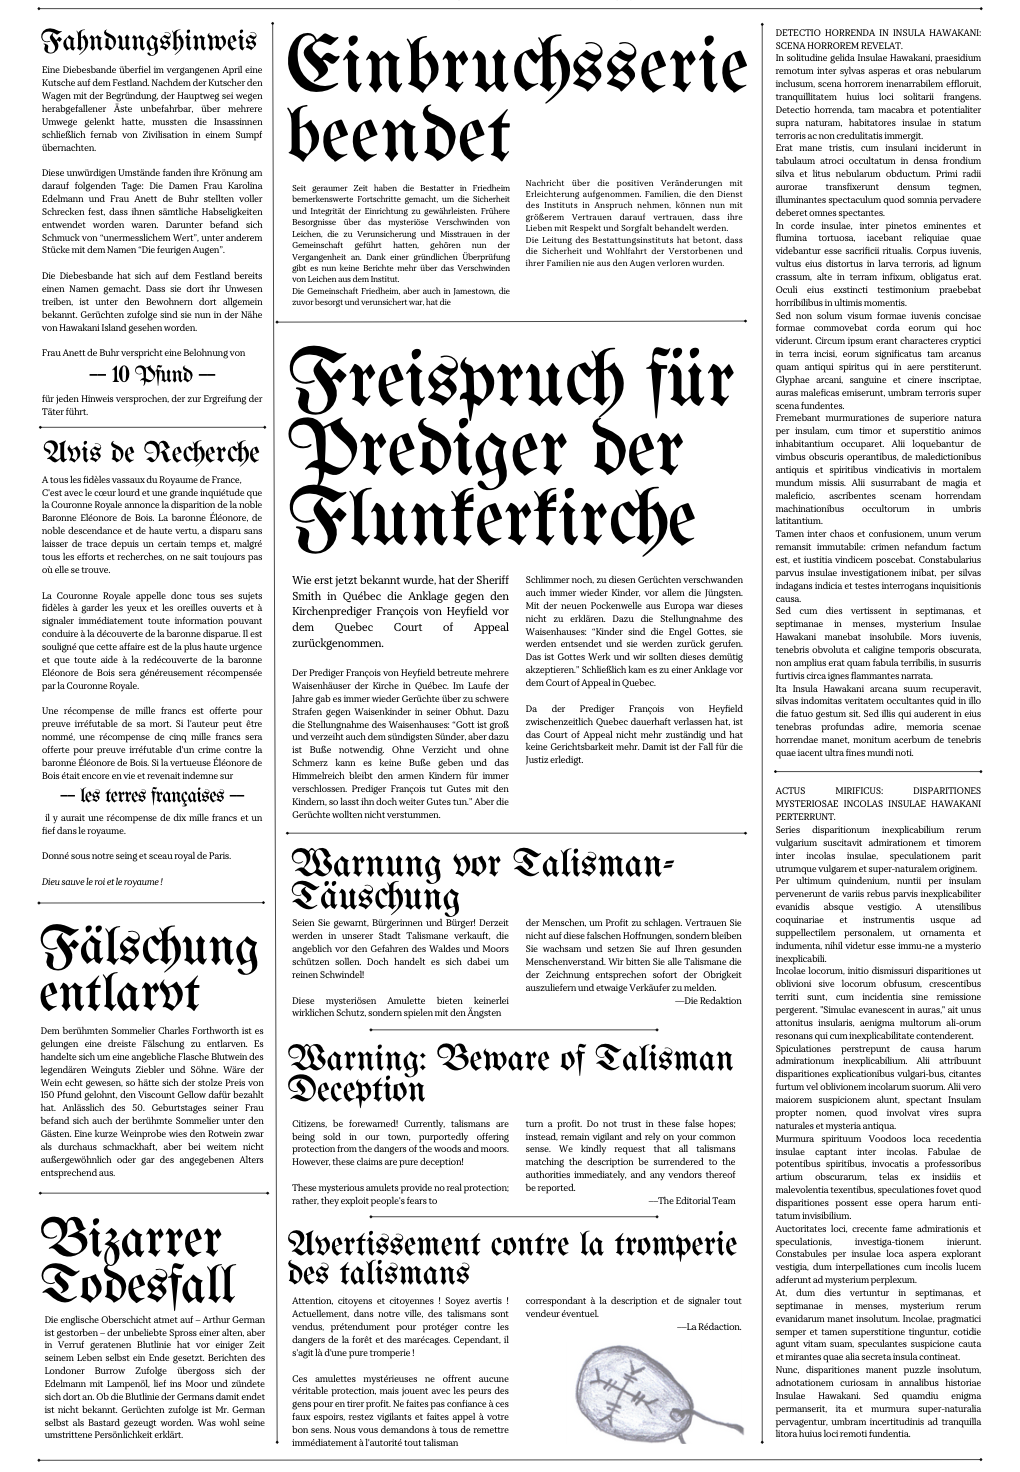 Fahndungshinweis
Eine Diebesbande überfiel im vergangenen April eine
Kutsche auf dem Festland. Nachdem der Kutscher den
Wagen mit der Begründung, der Hauptweg sei wegen
herabgefallener Äste unbefahrbar, über mehrere
Umwege gelenkt hatte, mussten die Insassinnen
schließlich fernab von Zivilisation in einem Sumpf
übernachten.
Diese unwürdigen Umstände fanden ihre Krönung am
darauf folgenden Tage: Die Damen Frau Karolina
Edelmann und Frau Anett de Buhr stellten voller
Schrecken fest, dass ihnen sämtliche Habseligkeiten
entwendet worden waren. Darunter befand sich
Schmuck von “unermesslichem Wert”, unter anderem
Stücke mit dem Namen “Die feurigen Augen”.
Die Diebesbande hat sich auf dem Festland bereits
einen Namen gemacht. Dass sie dort ihr Unwesen
treiben, ist unter den Bewohnern dort allgemein
bekannt. Gerüchten zufolge sind sie nun in der Nähe
von Hawakani Island gesehen worden.
Frau Anett de Buhr verspricht eine Belohnung von
— 10 Pfund —
für jeden Hinweis versprochen, der zur Ergreifung der
Täter führt.
Avis de Recherche
A tous les fidèles vassaux du Royaume de France,
C'est avec le cœur lourd et une grande inquiétude que
la Couronne Royale annonce la disparition de la noble
Baronne Eléonore de Bois. La baronne Éléonore, de
noble descendance et de haute vertu, a disparu sans
laisser de trace depuis un certain temps et, malgré
tous les efforts et recherches, on ne sait toujours pas
où elle se trouve.
La Couronne Royale appelle donc tous ses sujets
fidèles à garder les yeux et les oreilles ouverts et à
signaler immédiatement toute information pouvant
conduire à la découverte de la baronne disparue. Il est
souligné que cette affaire est de la plus haute urgence
et que toute aide à la redécouverte de la baronne
Eléonore de Bois sera généreusement récompensée
par la Couronne Royale.
Une récompense de mille francs est offerte pour
preuve irréfutable de sa mort. Si l'auteur peut être
nommé, une récompense de cinq mille francs sera
offerte pour preuve irréfutable d'un crime contre la
baronne Éléonore de Bois. Si la vertueuse Éléonore de
Bois était encore en vie et revenait indemne sur
— les terres françaises —
il y aurait une récompense de dix mille francs et un
fief dans le royaume.
Donné sous notre seing et sceau royal de Paris.
Dieu sauve le roi et le royaume !
Fälschung
entlarvt
Dem berühmten Sommelier Charles Forthworth ist es
gelungen eine dreiste Fälschung zu entlarven. Es
handelte sich um eine angebliche Flasche Blutwein des
legendären Weinguts Ziebler und Söhne. Wäre der
Wein echt gewesen, so hätte sich der stolze Preis von
150 Pfund gelohnt, den Viscount Gellow dafür bezahlt
hat. Anlässlich des 50. Geburtstages seiner Frau
befand sich auch der berühmte Sommelier unter den
Gästen. Eine kurze Weinprobe wies den Rotwein zwar
als durchaus schmackhaft, aber bei weitem nicht
außergewöhnlich oder gar des angegebenen Alters
entsprechend aus.
Bizarrer
Todesfall
Die englische Oberschicht atmet auf – Arthur German
ist gestorben – der unbeliebte Spross einer alten, aber
in Verruf geratenen Blutlinie hat vor einiger Zeit
seinem Leben selbst ein Ende gesetzt. Berichten des
Londoner Burrow Zufolge übergoss sich der
Edelmann mit Lampenöl, lief ins Moor und zündete
sich dort an. Ob die Blutlinie der Germans damit endet
ist nicht bekannt. Gerüchten zufolge ist Mr. German
selbst als Bastard gezeugt worden. Was wohl seine
umstrittene Persönlichkeit erklärt.
Einbruchsserie
beendet
Seit geraumer Zeit haben die Bestatter in Friedheim
bemerkenswerte Fortschritte gemacht, um die Sicherheit
und Integrität der Einrichtung zu gewährleisten. Frühere
Besorgnisse über das mysteriöse Verschwinden von
Leichen, die zu Verunsicherung und Misstrauen in der
Gemeinschaft geführt hatten, gehören nun der
Vergangenheit an. Dank einer gründlichen Überprüfung
gibt es nun keine Berichte mehr über das Verschwinden
von Leichen aus dem Institut.
Die Gemeinschaft Friedheim, aber auch in Jamestown, die
zuvor besorgt und verunsichert war, hat die
Nachricht über die positiven Veränderungen mit
Erleichterung aufgenommen. Familien, die den Dienst
des Instituts in Anspruch nehmen, können nun mit
größerem Vertrauen darauf vertrauen, dass ihre
Lieben mit Respekt und Sorgfalt behandelt werden.
Die Leitung des Bestattungsinstituts hat betont, dass
die Sicherheit und Wohlfahrt der Verstorbenen und
ihrer Familien nie aus den Augen verloren wurden.
Freispruch für
Prediger der
Flunkerkirche
Wie erst jetzt bekannt wurde, hat der Sheriff
Smith in Québec die Anklage gegen den
Kirchenprediger François von Heyfield vor
dem Quebec Court of Appeal
zurückgenommen.
Der Prediger François von Heyfield betreute mehrere
Waisenhäuser der Kirche in Québec. Im Laufe der
Jahre gab es immer wieder Gerüchte über zu schwere
Strafen gegen Waisenkinder in seiner Obhut. Dazu
die Stellungnahme des Waisenhauses: “Gott ist groß
und verzeiht auch dem sündigsten Sünder, aber dazu
ist Buße notwendig. Ohne Verzicht und ohne
Schmerz kann es keine Buße geben und das
Himmelreich bleibt den armen Kindern für immer
verschlossen. Prediger François tut Gutes mit den
Kindern, so lasst ihn doch weiter Gutes tun.” Aber die
Gerüchte wollten nicht verstummen.
Schlimmer noch, zu diesen Gerüchten verschwanden
auch immer wieder Kinder, vor allem die Jüngsten.
Mit der neuen Pockenwelle aus Europa war dieses
nicht zu erklären. Dazu die Stellungnahme des
Waisenhauses: “Kinder sind die Engel Gottes, sie
werden entsendet und sie werden zurück gerufen.
Das ist Gottes Werk und wir sollten dieses demütig
akzeptieren.” Schließlich kam es zu einer Anklage vor
dem Court of Appeal in Quebec.
Da der Prediger François von Heyfield
zwischenzeitlich Quebec dauerhaft verlassen hat, ist
das Court of Appeal nicht mehr zuständig und hat
keine Gerichtsbarkeit mehr. Damit ist der Fall für die
Justiz erledigt.
Warnung vor Talisman-
Täuschung
Seien Sie gewarnt, Bürgerinnen und Bürger! Derzeit
werden in unserer Stadt Talismane verkauft, die
angeblich vor den Gefahren des Waldes und Moors
schützen sollen. Doch handelt es sich dabei um
reinen Schwindel!
Diese mysteriösen Amulette bieten keinerlei
wirklichen Schutz, sondern spielen mit den Ängsten
der Menschen, um Profit zu schlagen. Vertrauen Sie
nicht auf diese falschen Hoffnungen, sondern bleiben
Sie wachsam und setzen Sie auf Ihren gesunden
Menschenverstand. Wir bitten Sie alle Talismane die
der Zeichnung entsprechen sofort der Obrigkeit
auszuliefern und etwaige Verkäufer zu melden.
—Die Redaktion
Warning: Beware of Talisman
Deception
Citizens, be forewarned! Currently, talismans are
being sold in our town, purportedly offering
protection from the dangers of the woods and moors.
However, these claims are pure deception!
These mysterious amulets provide no real protection;
rather, they exploit people's fears to
turn a profit. Do not trust in these false hopes;
instead, remain vigilant and rely on your common
sense. We kindly request that all talismans
matching the description be surrendered to the
authorities immediately, and any vendors thereof
be reported.
—The Editorial Team
Avertissement contre la tromperie
des talismans
Attention, citoyens et citoyennes ! Soyez avertis !
Actuellement, dans notre ville, des talismans sont
vendus, prétendument pour protéger contre les
dangers de la forêt et des marécages. Cependant, il
s'agit là d'une pure tromperie !
Ces amulettes mystérieuses ne offrent aucune
véritable protection, mais jouent avec les peurs des
gens pour en tirer profit. Ne faites pas confiance à ces
faux espoirs, restez vigilants et faites appel à votre
bon sens. Nous vous demandons à tous de remettre
immédiatement à l'autorité tout talisman
correspondant à la description et de signaler tout
vendeur éventuel.
—La Rédaction.
DETECTIO HORRENDA IN INSULA HAWAKANI:
SCENA HORROREM REVELAT.
In solitudine gelida Insulae Hawakani, praesidium
remotum inter sylvas asperas et oras nebularum
inclusum, scena horrorem inenarrabilem effloruit,
tranquillitatem huius loci solitarii frangens.
Detectio horrenda, tam macabra et potentialiter
supra naturam, habitatores insulae in statum
terroris ac non credulitatis immergit.
Erat mane tristis, cum insulani inciderunt in
tabulaum atroci occultatum in densa frondium
silva et litus nebularum obductum. Primi radii
aurorae transfixerunt densum tegmen,
illuminantes spectaculum quod somnia pervadere
deberet omnes spectantes.
In corde insulae, inter pinetos eminentes et
flumina tortuosa, iacebant reliquiae quae
videbantur esse sacrificii ritualis. Corpus iuvenis,
vultus eius distortus in larva terroris, ad lignum
crassum, alte in terram infixum, obligatus erat.
Oculi eius exstincti testimonium praebebat
horribilibus in ultimis momentis.
Sed non solum visum formae iuvenis concisae
formae commovebat corda eorum qui hoc
viderunt. Circum ipsum erant characteres cryptici
in terra incisi, eorum significatus tam arcanus
quam antiqui spiritus qui in aere perstiterunt.
Glyphae arcani, sanguine et cinere inscriptae,
auras maleficas emiserunt, umbram terroris super
scena fundentes.
Fremebant murmurationes de superiore natura
per insulam, cum timor et superstitio animos
inhabitantium occuparet. Alii loquebantur de
vimbus obscuris operantibus, de maledictionibus
antiquis et spiritibus vindicativis in mortalem
mundum missis. Alii susurrabant de magia et
maleficio, ascribentes scenam horrendam
machinationibus occultorum in umbris
latitantium.
Tamen inter chaos et confusionem, unum verum
remansit immutabile: crimen nefandum factum
est, et iustitia vindicem poscebat. Constabularius
parvus insulae investigationem inibat, per silvas
indagans indicia et testes interrogans inquisitionis
causa.
Sed cum dies vertissent in septimanas, et
septimanae in menses, mysterium Insulae
Hawakani manebat insolubile. Mors iuvenis,
tenebris obvoluta et caligine temporis obscurata,
non amplius erat quam fabula terribilis, in susurris
furtivis circa ignes flammantes narrata.
Ita Insula Hawakani arcana suum recuperavit,
silvas indomitas veritatem occultantes quid in illo
die fatuo gestum sit. Sed illis qui auderent in eius
tenebras profundas adire, memoria scenae
horrendae manet, monitum acerbum de tenebris
quae iacent ultra fines mundi noti.
ACTUS MIRIFICUS: DISPARITIONES
MYSTERIOSAE INCOLAS INSULAE HAWAKANI
PERTERRUNT.
Series disparitionum inexplicabilium rerum
vulgarium suscitavit admirationem et timorem
inter incolas insulae, speculationem parit
utrumque vulgarem et super-naturalem originem.
Per ultimum quindenium, nuntii per insulam
pervenerunt de variis rebus parvis inexplicabiliter
evanidis absque vestigio. A utensilibus
coquinariae et instrumentis usque ad
suppellectilem personalem, ut ornamenta et
indumenta, nihil videtur esse immu-ne a mysterio
inexplicabili.
Incolae locorum, initio dismissuri disparitiones ut
oblivioni sive locorum obfusum, crescentibus
territi sunt, cum incidentia sine remissione
pergerent. "Simulac evanescent in auras," ait unus
attonitus insularis, aenigma multorum ali-orum
resonans qui cum inexplicabilitate contenderent.
Spiculationes perstrepunt de causa harum
admirationum inexplicabilium. Alii attribuunt
disparitiones explicationibus vulgari-bus, citantes
furtum vel oblivionem incolarum suorum. Alii vero
maiorem suspicionem alunt, spectant Insulam
propter nomen, quod involvat vires supra
naturales et mysteria antiqua.
Murmura spirituum Voodoos loca recedentia
insulae captant inter incolas. Fabulae de
potentibus spiritibus, invocatis a professoribus
artium obscurarum, telas ex insidiis et
malevolentia texentibus, speculationes fovet quod
disparitiones possent esse opera harum enti-
tatum invisibilium.
Auctoritates loci, crecente fame admirationis et
speculationis, investiga-tionem inierunt.
Constabules per insulae loca aspera explorant
vestigia, dum interpellationes cum incolis lucem
adferunt ad mysterium perplexum.
At, dum dies vertuntur in septimanas, et
septimanae in menses, mysterium rerum
evanidarum manet insolutum. Incolae, pragmatici
semper et tamen superstitione tinguntur, cotidie
agunt vitam suam, speculantes suspicione cauta
et mirantes quae alia secreta insula contineat.
Nunc, disparitiones manent puzzle insolutum,
adnotationem curiosam in annalibus historiae
Insulae Hawakani. Sed quamdiu enigma
permanserit, ita et murmura super-naturalia
pervagentur, umbram incertitudinis ad tranquilla
litora huius loci remoti fundentia.